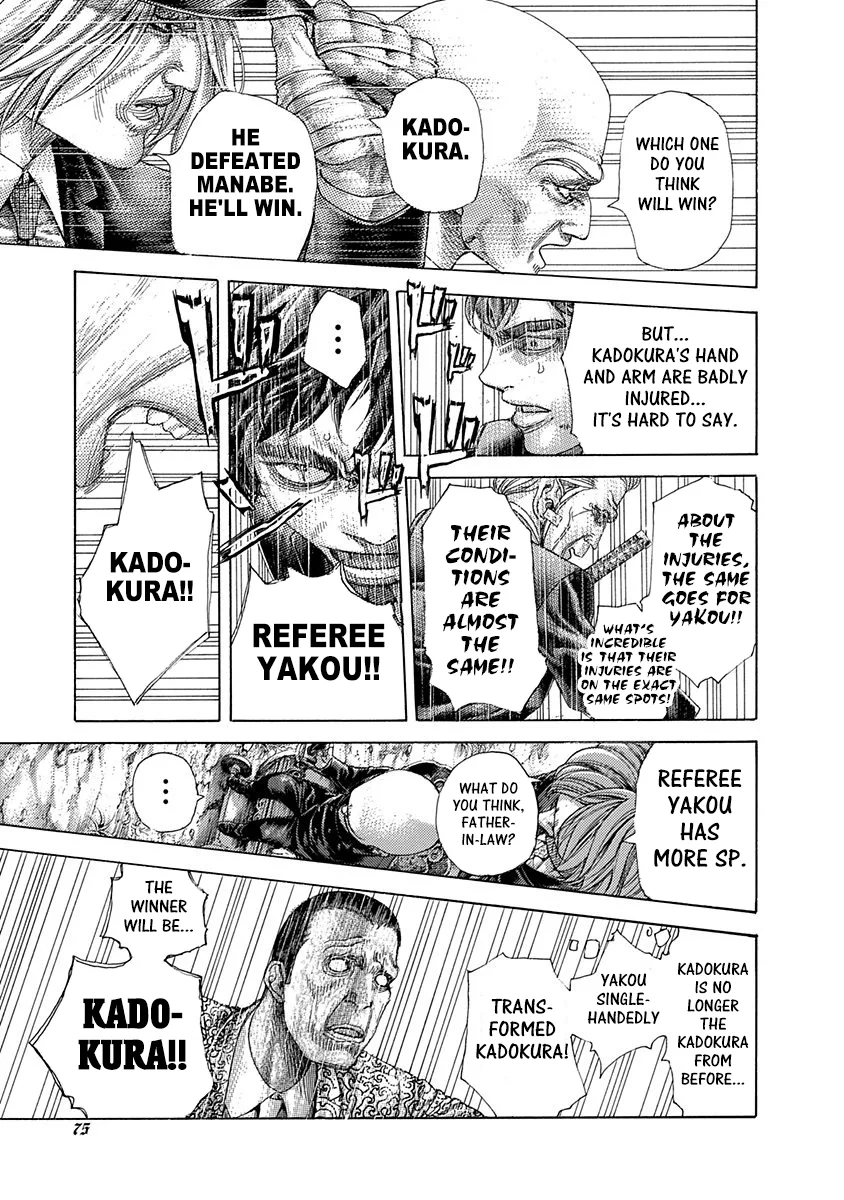 WHICH ONE
DO YOU
THINK
WILL WIN?
KADO-
KURA.
HE
DEFEATED
MANABE.
HE'LL WIN.
BUT...
KADOKURA'S HAND
AND ARM ARE BADLY
INJURED...
IT'S HARD TO SAY.
ABOUT
THE
INJURIES,
THE SAME
GOES FOR
YAKOU!!
WHAT'S
INCREDIBLE
IS THAT THEIR
INJURIES ARE
ON THE EXACT
SAME SPOTS!
THEIR
CONDI-
TIONS
ARE
ALMOST
THE
SAME!!
...
REFEREE
YAKOU!!
KADO-
KURA!!
REFEREE
YAKOU
HAS
MORE SP.
WHAT DO
YOU THINK,
FATHER-
IN-LAW?
...
KADOKURA
IS NO
LONGER
THE
KADOKURA
FROM
BEFORE...
YAKOU
SINGLE-
HANDEDLY
TRANS-
FORMED
KADOKURA!
THE
WINNER
WILL BE...
KADO-
KURA!!
75